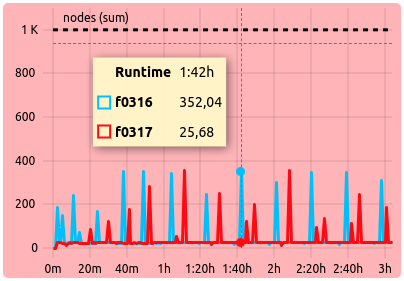 nodes (sum)
1 K
Runtime 1:42h
800
f0316 352,04
600
f0317 25,68
400
200
0
0m 20m 40m 1h 1:20h 1:40h 2h 2:20h 2:40h 3h